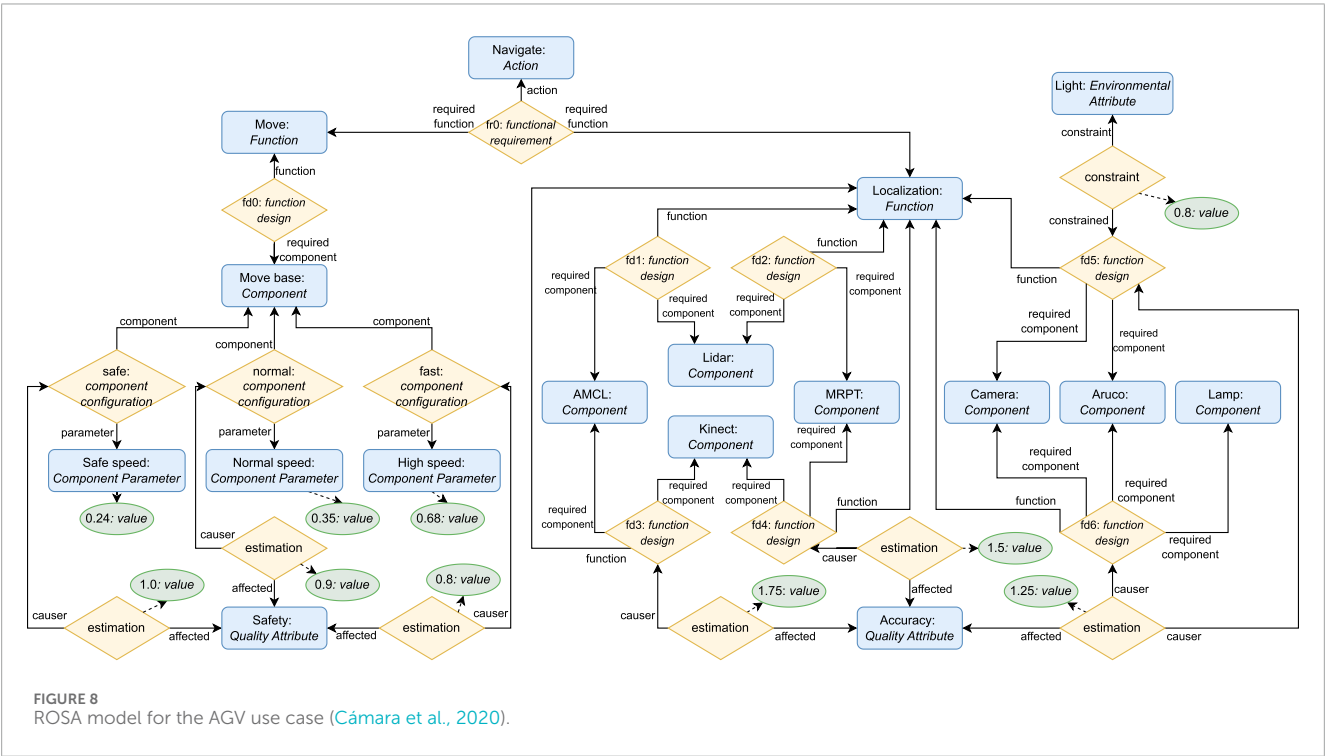 Navigate:
Action
action
required
function
required
function
fr0: functional
requirement
Move:
Function
function
fd0: function
design
required
component
Move base:
Component
component
component
component
safe:
component
configuration
normal:
component
configuration
fast:
component
configuration
parameter
parameter
parameter
Safe speed:
Component Parameter
Normal speed:
Component Parameter
High speed:
Component Parameter
0.24: value
0.35: value
0.68: value
causer
estimation
affected
0.9: value
1.0: value
0.8: value
causer
causer
estimation
affected
Safety:
Quality Attribute
affected
estimation
Light: Environmental
Attribute
constraint
constraint
0.8: value
constrained
Localization:
Function
function
function
function
fd1: function
design
fd2: function
design
fd5: function
design
required
component
required
component
required
component
required
component
required
component
required
component
Lidar:
Component
AMCL:
Component
MRPT:
Component
Camera:
Component
Aruco:
Component
Lamp:
Component
Kinect:
Component
required
component
required
component
required
component
required
component
required
component
required
component
required
component
function
function
function
fd3: function
design
fd4: function
design
fd6: function
design
causer
estimation
1.5: value
affected
1.75: value
1.25: value
causer
causer
estimation
affected
Accuracy:
Quality Attribute
affected
estimation
causer
FIGURE 8
ROSA model for the AGV use case (Cámara et al., 2020).